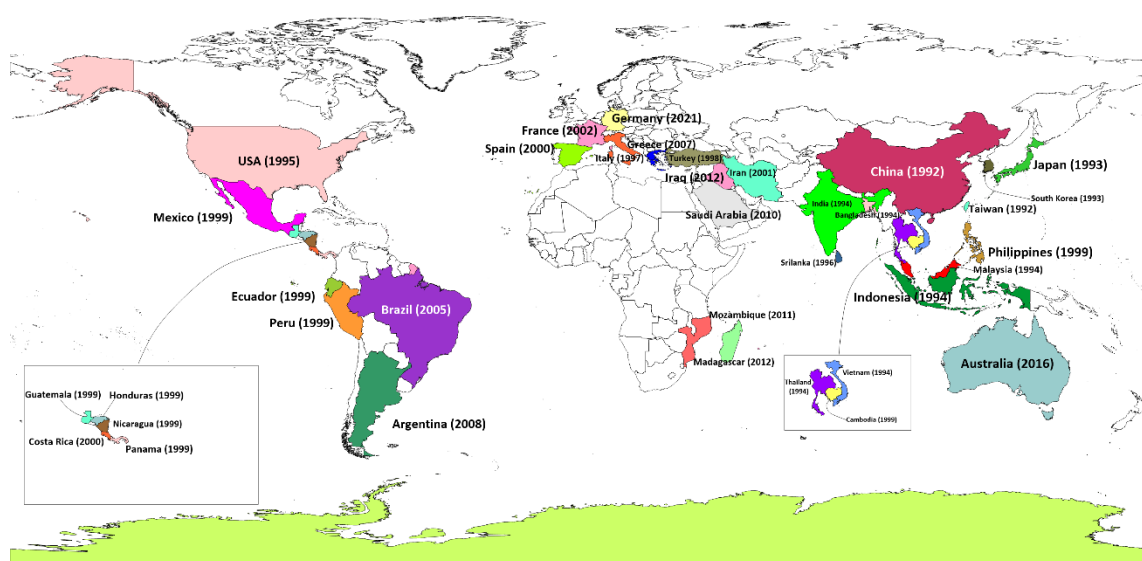 Germany (2021)
France (2002)
Greece (2007)
Spain (2000)
Italy (1997)
Turkey (1998)
USA (1995)
Iraq (2012)
Iran (2001)
China (1992)
Japan (1993)
South Korea (1993)
Mexico (1999)
Saudi Arabia (2010)
India (1994)
Bangladesh (1994)
Taiwan (1992)
Srilanka (1996)
Philippines (1999)
Malaysia (1994)
Ecuador (1999)
Brazil (2005)
Indonesia (1994)
Peru (1999)
Mozambique (2011)
Madagascar (2012)
Australia (2016)
Vietnam (1994)
Thailand
(1994)
Cambodia (1999)
Guatemala (1999)
Honduras (1999)
Nicaragua (1999)
Costa Rica (2000)
Panama (1999)
Argentina (2008)